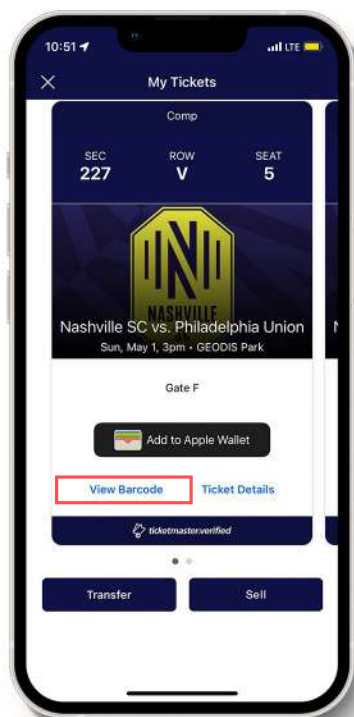 10:51
LTE
My Tickets
Comp
SEC ROW SEAT
227 V 5
NASHVILLE
Nashville SC vs. Philadelphia Union
Sun, May 1, 3pm • GEODIS Park
Gate F
Add to Apple Wallet
View Barcode Ticket Details
ticketmaster.verified
Transfer Sell